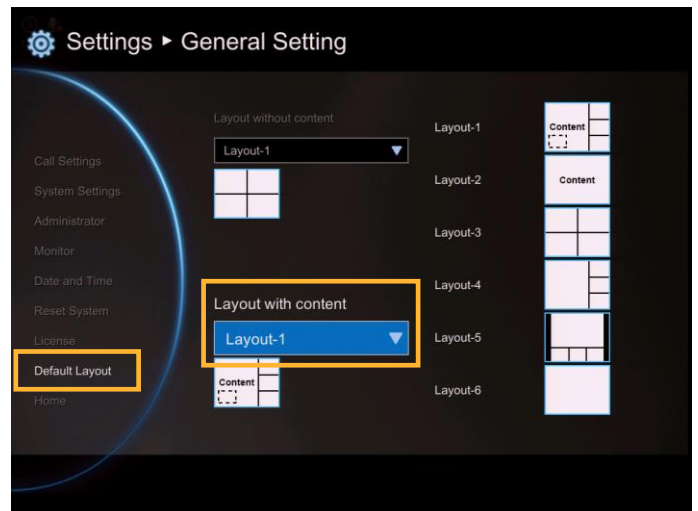 Settings ▸ General Setting
Call Settings
System Settings
Administrator
Monitor
Date and Time
Reset System
License
Default Layout
Home
Layout without content
Layout-1
Layout with content
Layout-1
Content
Layout-1
Content
Layout-2
Content
Layout-3
Layout-4
Layout-5
Layout-6